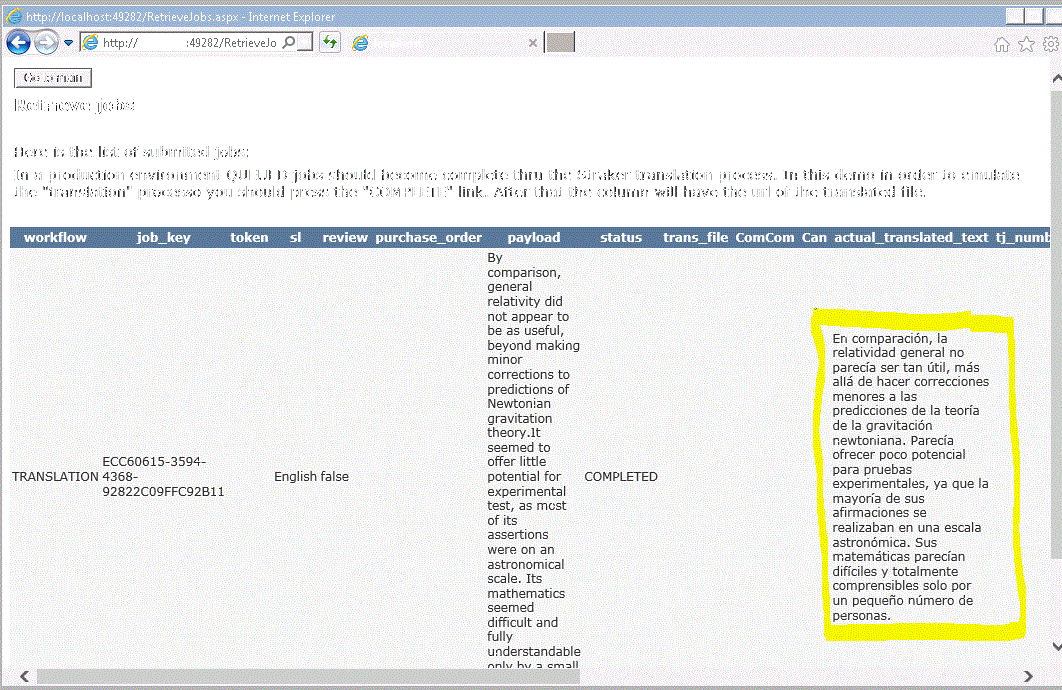 http://localhost:49282/RetrieveJobs.aspx - Internet Explorer
http:// :49282/RetrieveJo
Go to main
Retrieve jobs
Here is the list of submited jobs:
In a production environment QUEUED jobs should become complete thru the Straker translation process. In this demo in order to emulate
the "translation" processo you should press the "COMPLETE" link. After that the column will have the url of the translated file.
workflow job_key token sl review purchase_order payload status trans_file ComCom Can actual_translated_text tj_numb
TRANSLATION
ECC60615-3594-
4368-
92822C09FFC92B11
English false
By
comparison,
general
relativity did
not appear to
be as useful,
beyond making
minor
corrections to
predictions of
Newtonian
gravitation
theory.It
seemed to
offer little
potential for
experimental
test, as most
of its
assertions
were on an
astronomical
scale. Its
mathematics
seemed
difficult and
fully
understandable
only by a small
COMPLETED
En comparación, la
relatividad general no
parecía ser tan útil, más
allá de hacer correcciones
menores a las
predicciones de la teoría
de la gravitación
newtoniana. Parecía
ofrecer poco potencial
para pruebas
experimentales, ya que la
mayoría de sus
afirmaciones se
realizaban en una escala
astronómica. Sus
matemáticas parecían
difíciles y totalmente
comprensibles solo por
un pequeño número de
personas.